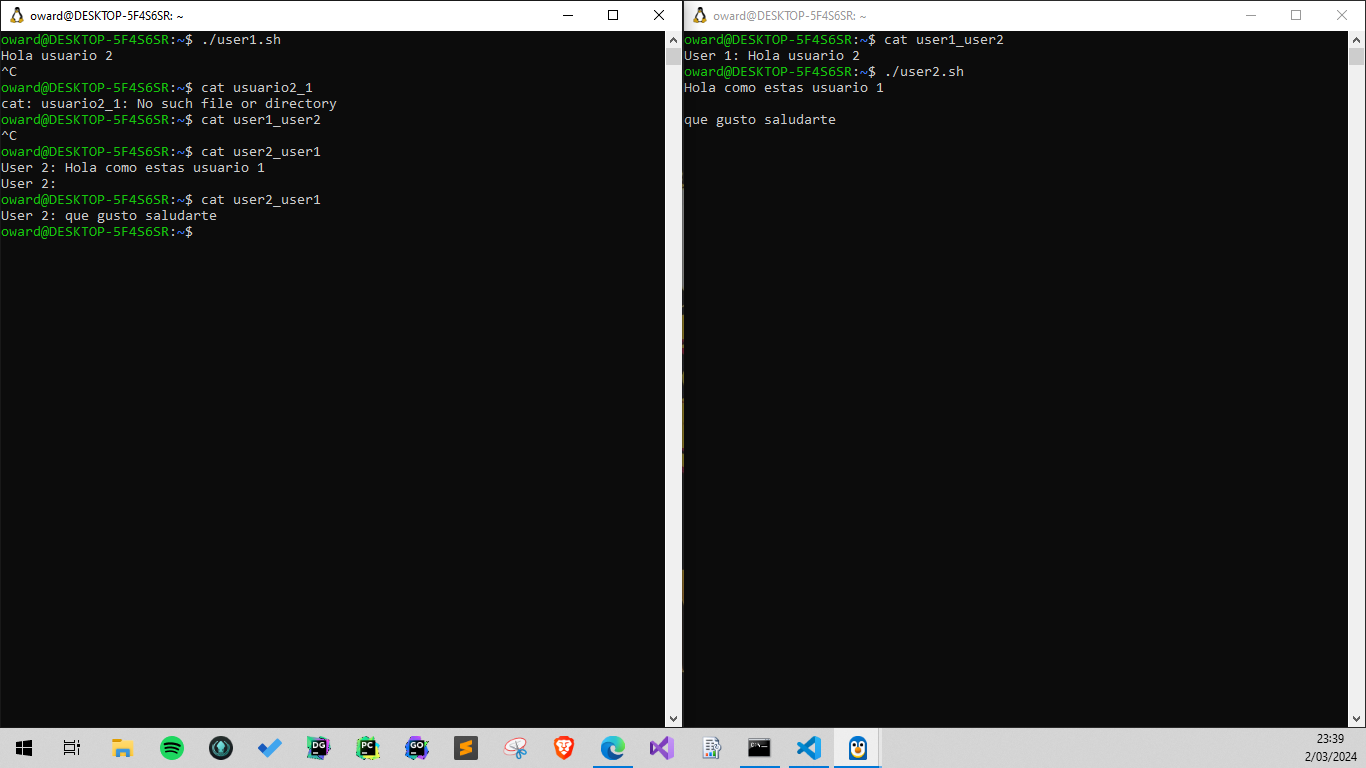 oward@DESKTOP-5F4S6SR: ~
oward@DESKTOP-5F4S6SR:~$ ./user1.sh
Hola usuario 2
^C
oward@DESKTOP-5F4S6SR:~$ cat usuario2_1
cat: usuario2_1: No such file or directory
oward@DESKTOP-5F4S6SR:~$ cat user1_user2
^C
oward@DESKTOP-5F4S6SR:~$ cat user2_user1
User 2: Hola como estas usuario 1
User 2:
oward@DESKTOP-5F4S6SR:~$ cat user2_user1
User 2: que gusto saludarte
oward@DESKTOP-5F4S6SR:~$
oward@DESKTOP-5F4S6SR: ~
oward@DESKTOP-5F4S6SR:~$ cat user1_user2
User 1: Hola usuario 2
oward@DESKTOP-5F4S6SR:~$ ./user2.sh
Hola como estas usuario 1
que gusto saludarte
DG
PC
GO
C:\.
23:39
2/03/2024